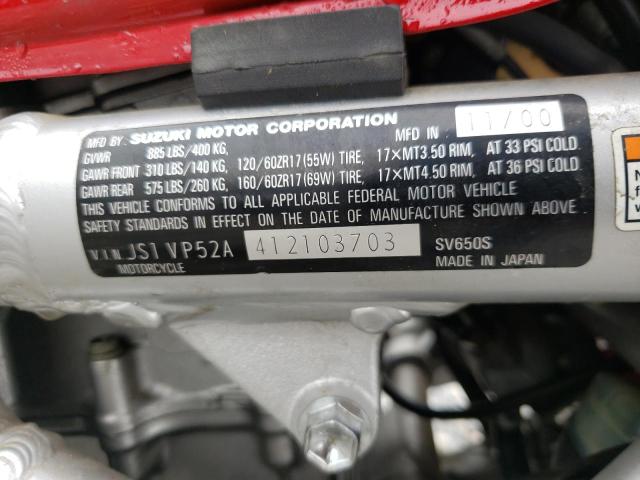 MFD BY. SUZUKI MOTOR CORPORATION MFD IN 11/00
GVWR 885 LBS/400 KG,
GAWR FRONT 310 LBS/140 KG, 120/60ZR17(55W) TIRE, 17×MT3.50 RIM, AT 33 PSI COLD.
GAWR REAR 575 LBS/260 KG, 160/60ZR17(69W) TIRE, 17×MT4.50 RIM, AT 36 PSI COLD.
THIS VEHICLE CONFORMS TO ALL APPLICABLE FEDERAL MOTOR VEHICLE
SAFETY STANDARDS IN EFFECT ON THE DATE OF MANUFACTURE SHOWN ABOVE.
V.I.N JS1 VP52A 412103703 SV650S
MOTORCYCLE MADE IN JAPAN